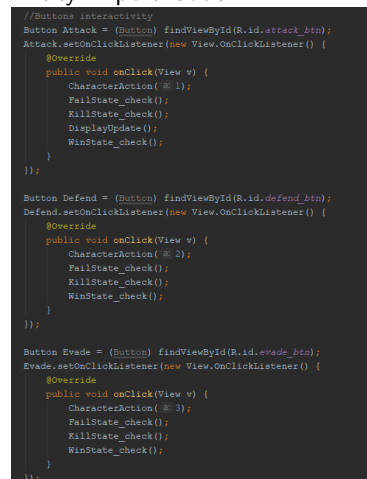 //Buttons interactivity
Button Attack = (Button) findViewById(R.id.attack_btn);
Attack.setOnClickListener(new View.OnClickListener() {
@Override
public void onClick(View v) {
CharacterAction( a: 1);
FailState_check();
KillState_check();
DisplayUpdate();
WinState_check();
}
});
Button Defend = (Button) findViewById(R.id.defend_btn);
Defend.setOnClickListener(new View.OnClickListener() {
@Override
public void onClick(View v) {
CharacterAction( a: 2);
FailState_check();
KillState_check();
WinState_check();
}
});
Button Evade = (Button) findViewById(R.id.evade_btn);
Evade.setOnClickListener(new View.OnClickListener() {
@Override
public void onClick(View v) {
CharacterAction( a: 3);
FailState_check();
KillState_check();
WinState_check();
}
});